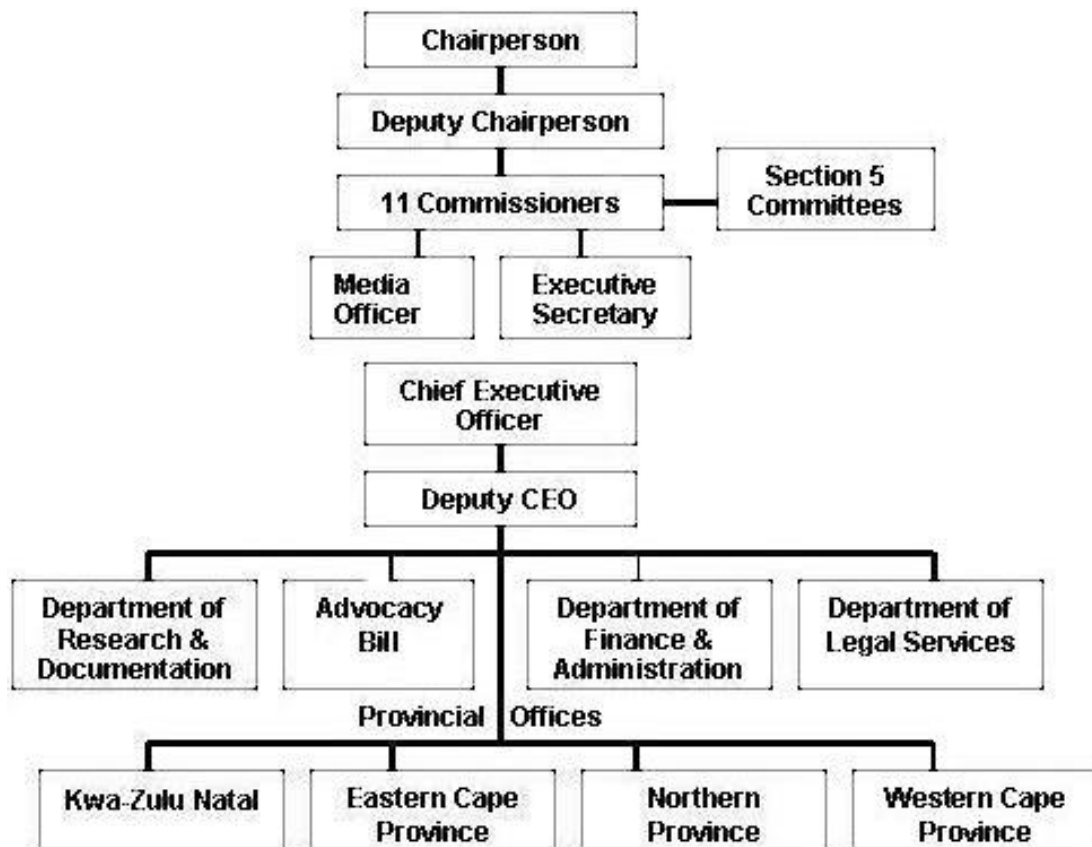 Chairperson
Deputy Chairperson
11 Commissioners
Section 5
Committees
Media
Officer
Executive
Secretary
Chief Executive
Officer
Deputy CEO
Department of
Research &
Documentation
Advocacy
Bill
Department of
Finance &
Administration
Department of
Legal Services
Provincial Offices
Kwa-Zulu Natal
Eastern Cape
Province
Northern
Province
Western Cape
Province